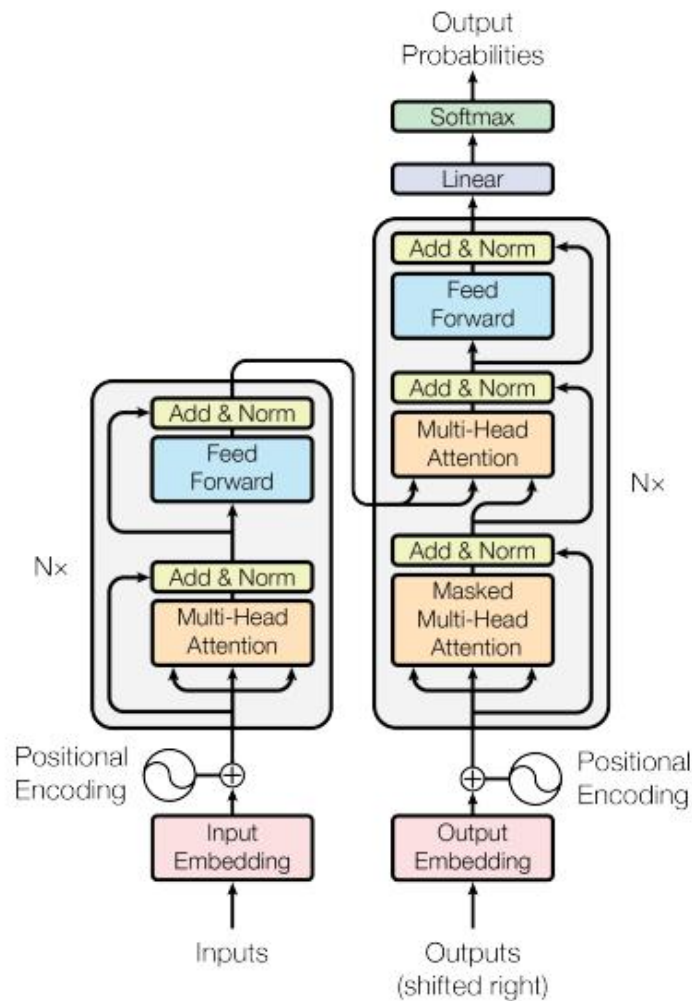 Output
Probabilities
Softmax
Linear
Add & Norm
Feed
Forward
Add & Norm
Multi-Head
Attention
Add & Norm
Masked
Multi-Head
Attention
N×
Add & Norm
Feed
Forward
Add & Norm
Multi-Head
Attention
N×
Positional
Encoding
Positional
Encoding
Input
Embedding
Output
Embedding
Inputs
Outputs
(shifted right)